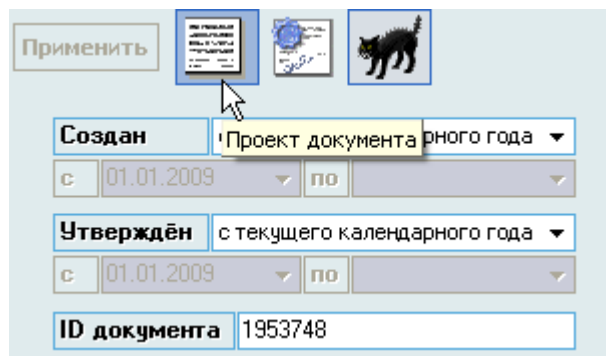 Применить
Создан рного года
Проект документа
с 01.01.2009 по
Утверждён с текущего календарного года
с 01.01.2009 по
ID документа 1953748